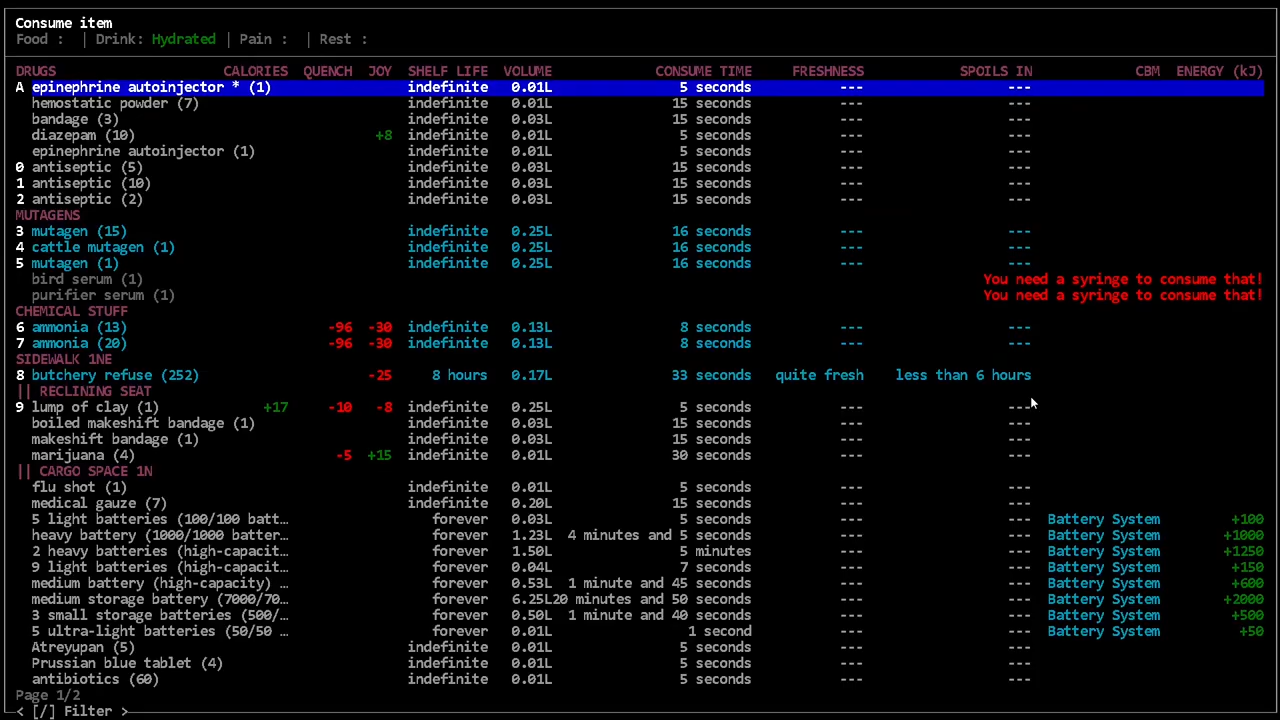 Consume item
Food :  | Drink: Hydrated | Pain :  | Rest :
DRUGS CALORIES QUENCH JOY SHELF LIFE VOLUME CONSUME TIME FRESHNESS SPOILS IN CBM ENERGY (kJ)
A epinephrine autoinjector * (1) indefinite 0.01L 5 seconds --- ---
hemostatic powder (7) indefinite 0.01L 15 seconds --- ---
bandage (3) indefinite 0.03L 15 seconds --- ---
diazepam (10) +8 indefinite 0.01L 5 seconds --- ---
epinephrine autoinjector (1) indefinite 0.01L 5 seconds --- ---
0 antiseptic (5) indefinite 0.03L 15 seconds --- ---
1 antiseptic (10) indefinite 0.03L 15 seconds --- ---
2 antiseptic (2) indefinite 0.03L 15 seconds --- ---
MUTAGENS
3 mutagen (15) indefinite 0.25L 16 seconds --- ---
4 cattle mutagen (1) indefinite 0.25L 16 seconds --- ---
5 mutagen (1) indefinite 0.25L 16 seconds --- ---
bird serum (1) You need a syringe to consume that!
purifier serum (1) You need a syringe to consume that!
CHEMICAL STUFF
6 ammonia (13) -96 -30 indefinite 0.13L 8 seconds --- ---
7 ammonia (20) -96 -30 indefinite 0.13L 8 seconds --- ---
SIDEWALK 1NE
8 butchery refuse (252) -25 8 hours 0.17L 33 seconds quite fresh less than 6 hours
|| RECLINING SEAT
9 lump of clay (1) +17 -10 -8 indefinite 0.25L 5 seconds --- ---
boiled makeshift bandage (1) indefinite 0.03L 15 seconds --- ---
makeshift bandage (1) indefinite 0.03L 15 seconds --- ---
marijuana (4) -5 +15 indefinite 0.01L 30 seconds --- ---
|| CARGO SPACE 1N
flu shot (1) indefinite 0.01L 5 seconds --- ---
medical gauze (7) indefinite 0.20L 15 seconds --- ---
5 light batteries (100/100 batt… forever 0.03L 5 seconds --- --- Battery System +100
heavy battery (1000/1000 batter… forever 1.23L 4 minutes and 5 seconds --- --- Battery System +1000
2 heavy batteries (high-capacit… forever 1.50L 5 minutes --- --- Battery System +1250
9 light batteries (high-capacit… forever 0.04L 7 seconds --- --- Battery System +150
medium battery (high-capacity) … forever 0.53L 1 minute and 45 seconds --- --- Battery System +600
medium storage battery (7000/70… forever 6.25L20 minutes and 50 seconds --- --- Battery System +2000
3 small storage batteries (500/… forever 0.50L 1 minute and 40 seconds --- --- Battery System +500
5 ultra-light batteries (50/50 … forever 0.01L 1 second --- --- Battery System +50
Atreyupan (5) indefinite 0.01L 5 seconds --- ---
Prussian blue tablet (4) indefinite 0.01L 5 seconds --- ---
antibiotics (60) indefinite 0.01L 5 seconds --- ---
Page 1/2
< [/] Filter >